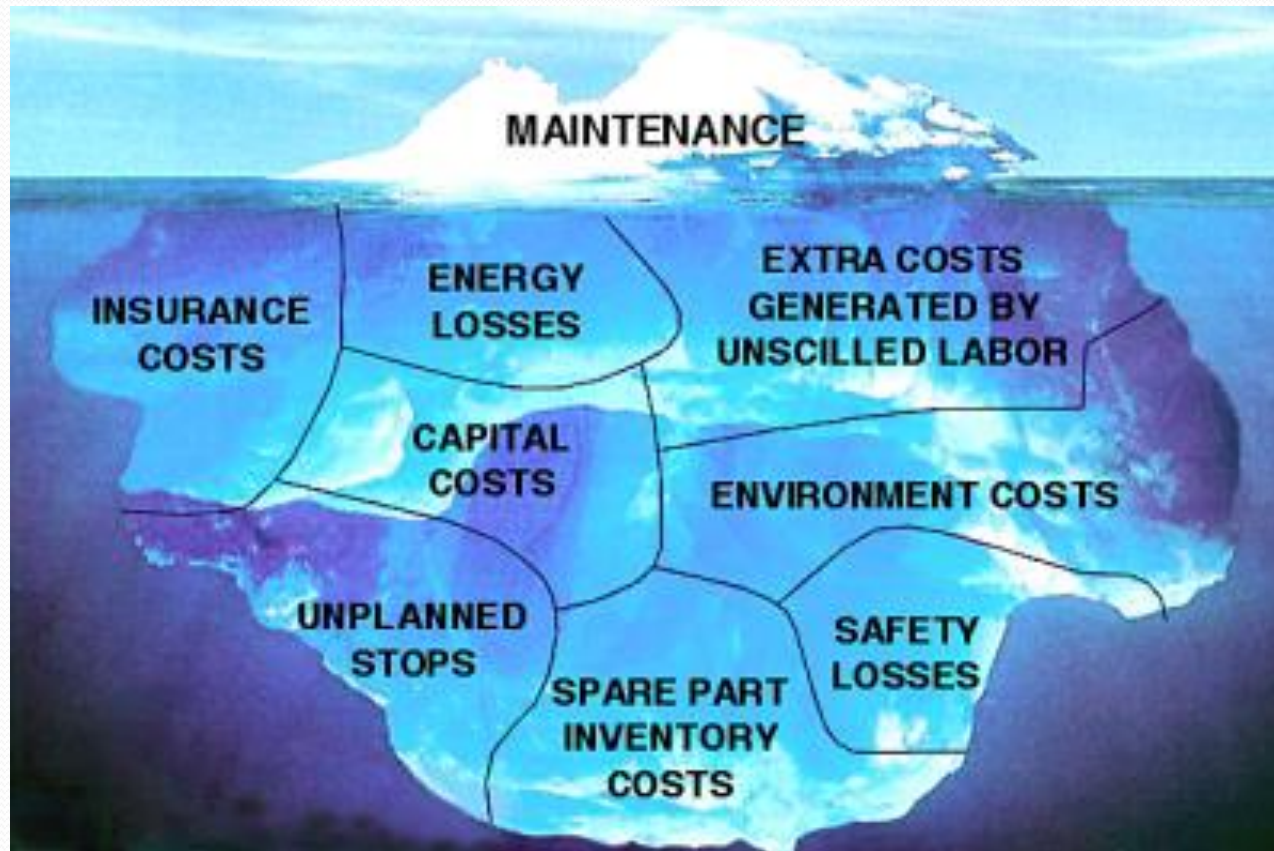 MAINTENANCE
INSURANCE
COSTS
ENERGY
LOSSES
EXTRA COSTS
GENERATED BY
UNSCILLED LABOR
CAPITAL
COSTS
ENVIRONMENT COSTS
UNPLANNED
STOPS
SPARE PART
INVENTORY
COSTS
SAFETY
LOSSES